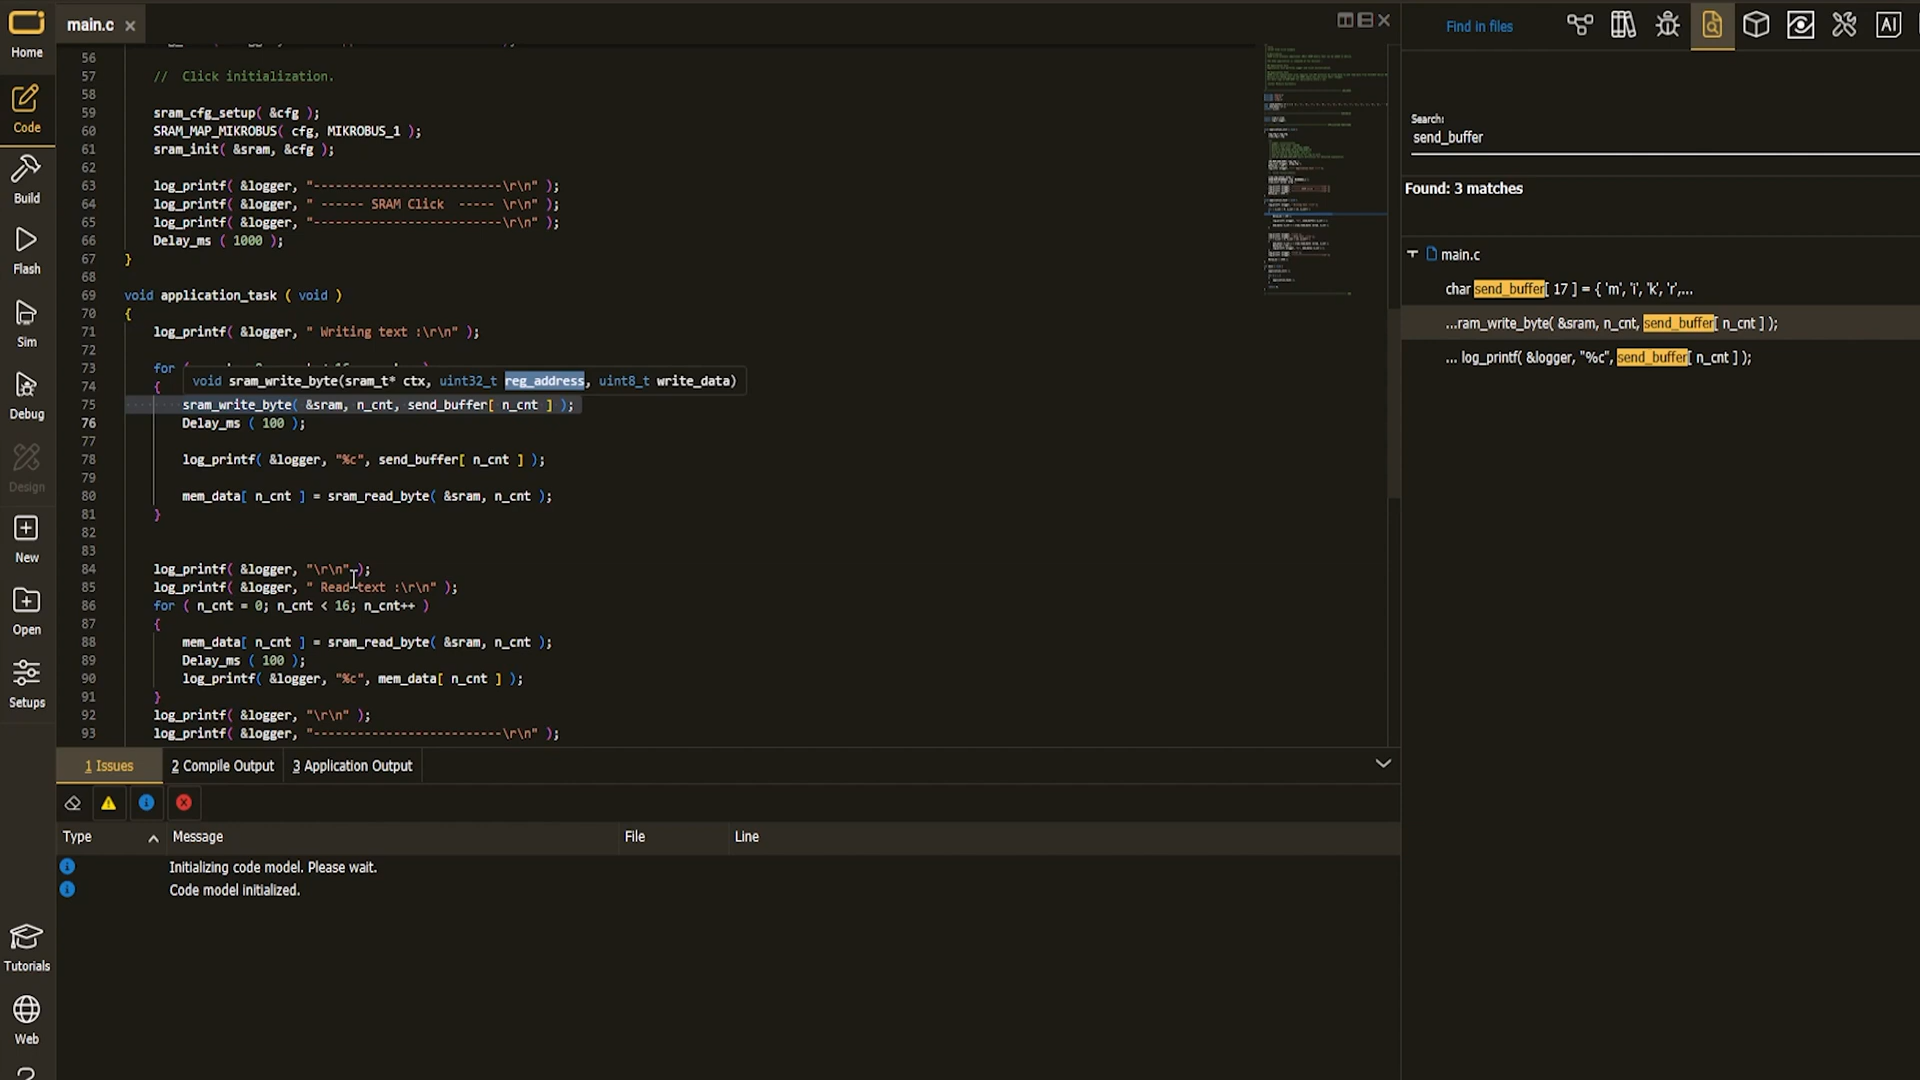 Home
Code
Build
Flash
Sim
Debug
Design
New
Open
Setups
Tutorials
Web
main.c
56
57 // Click initialization.
58
59 sram_cfg_setup( &cfg );
60 SRAM_MAP_MIKROBUS( cfg, MIKROBUS_1 );
61 sram_init( &sram, &cfg );
62
63 log_printf( &logger, "--------------------------\r\n" );
64 log_printf( &logger, " ------ SRAM Click  ----- \r\n" );
65 log_printf( &logger, "--------------------------\r\n" );
66 Delay_ms ( 1000 );
67 }
68
69 void application_task ( void )
70 {
71 log_printf( &logger, " Writing text :\r\n" );
72
73 for (
void sram_write_byte(sram_t* ctx, uint32_t reg_address, uint8_t write_data)
74 {
75 sram_write_byte( &sram, n_cnt, send_buffer[ n_cnt ] );
76 Delay_ms ( 100 );
77
78 log_printf( &logger, "%c", send_buffer[ n_cnt ] );
79
80 mem_data[ n_cnt ] = sram_read_byte( &sram, n_cnt );
81 }
82
83
84 log_printf( &logger, "\r\n" );
85 log_printf( &logger, " Read text :\r\n" );
86 for ( n_cnt = 0; n_cnt < 16; n_cnt++ )
87 {
88 mem_data[ n_cnt ] = sram_read_byte( &sram, n_cnt );
89 Delay_ms ( 100 );
90 log_printf( &logger, "%c", mem_data[ n_cnt ] );
91 }
92 log_printf( &logger, "\r\n" );
93 log_printf( &logger, "--------------------------\r\n" );
1 Issues 2 Compile Output 3 Application Output
Type Message File Line
Initializing code model. Please wait.
Code model initialized.
Find in files
AI
Search:
send_buffer
Found: 3 matches
main.c
char send_buffer[ 17 ] = { 'm', 'i', 'k', 'r',...
...ram_write_byte( &sram, n_cnt, send_buffer[ n_cnt ] );
... log_printf( &logger, "%c", send_buffer[ n_cnt ] );